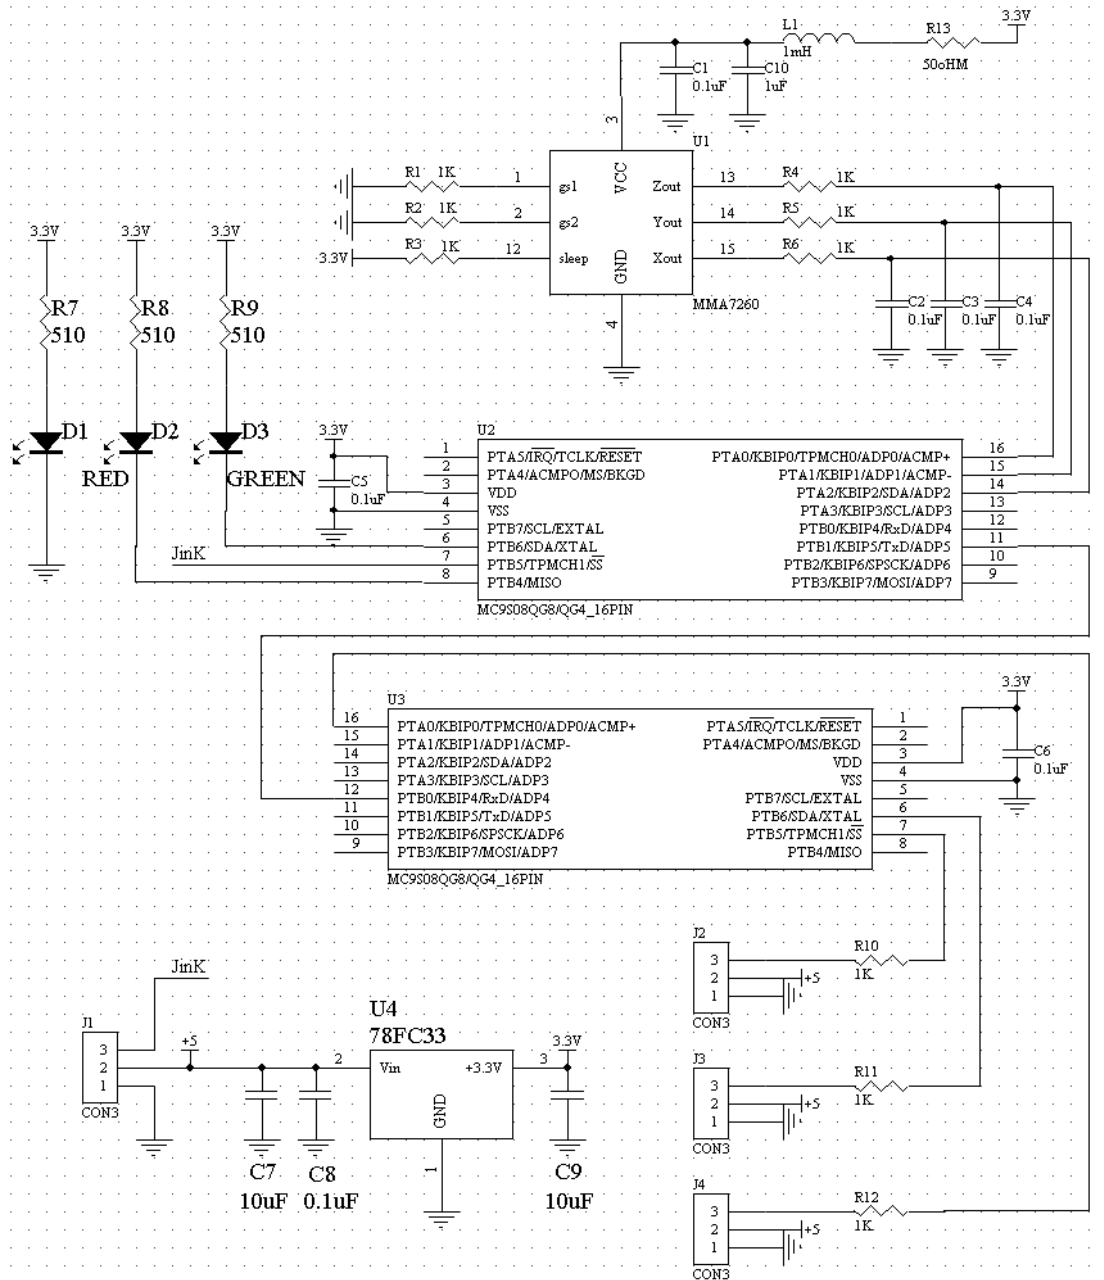 3.3V
L1
R13
1mH
50oHM
C1
0.1uF
C10
1uF
3
U1
R1 1K 1 gs1 VCC Zout 13 R4 1K
R2 1K 2 gs2 Yout 14 R5 1K
3.3V R3 1K 12 sleep GND Xout 15 R6 1K
MMA7260
4
C2
0.1uF
C3
0.1uF
C4
0.1uF
3.3V 3.3V 3.3V
R7
510
R8
510
R9
510
D1 D2 D3
RED GREEN
3.3V
C5
0.1uF
JinK
U2
1 PTA5/IRQ/TCLK/RESET PTA0/KBIP0/TPMCH0/ADP0/ACMP+ 16
2 PTA4/ACMPO/MS/BKGD PTA1/KBIP1/ADP1/ACMP- 15
3 VDD PTA2/KBIP2/SDA/ADP2 14
4 VSS PTA3/KBIP3/SCL/ADP3 13
5 PTB7/SCL/EXTAL PTB0/KBIP4/RxD/ADP4 12
6 PTB6/SDA/XTAL PTB1/KBIP5/TxD/ADP5 11
7 PTB5/TPMCH1/SS PTB2/KBIP6/SPSCK/ADP6 10
8 PTB4/MISO PTB3/KBIP7/MOSI/ADP7 9
MC9S08QG8/QG4_16PIN
U3
16 PTA0/KBIP0/TPMCH0/ADP0/ACMP+ PTA5/IRQ/TCLK/RESET 1
15 PTA1/KBIP1/ADP1/ACMP- PTA4/ACMPO/MS/BKGD 2
14 PTA2/KBIP2/SDA/ADP2 VDD 3
13 PTA3/KBIP3/SCL/ADP3 VSS 4
12 PTB0/KBIP4/RxD/ADP4 PTB7/SCL/EXTAL 5
11 PTB1/KBIP5/TxD/ADP5 PTB6/SDA/XTAL 6
10 PTB2/KBIP6/SPSCK/ADP6 PTB5/TPMCH1/SS 7
9 PTB3/KBIP7/MOSI/ADP7 PTB4/MISO 8
MC9S08QG8/QG4_16PIN
3.3V
C6
0.1uF
JinK
J1
3
2
1
CON3
+5
U4
78FC33
2 Vin +3.3V 3
GND
1
3.3V
C7
10uF
C8
0.1uF
C9
10uF
J2
3 R10
2 1K +5
1
CON3
J3
3 R11
2 1K +5
1
CON3
J4
3 R12
2 1K +5
1
CON3